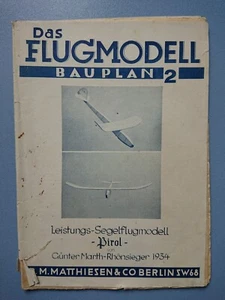 Das
FLUGMODELL
BAUPLAN 2
Leistungs-Segelflugmodell
- Pirol -
Günter Marth-Rhönsieger 1934
M. MATTHIESEN & CO BERLIN SW68